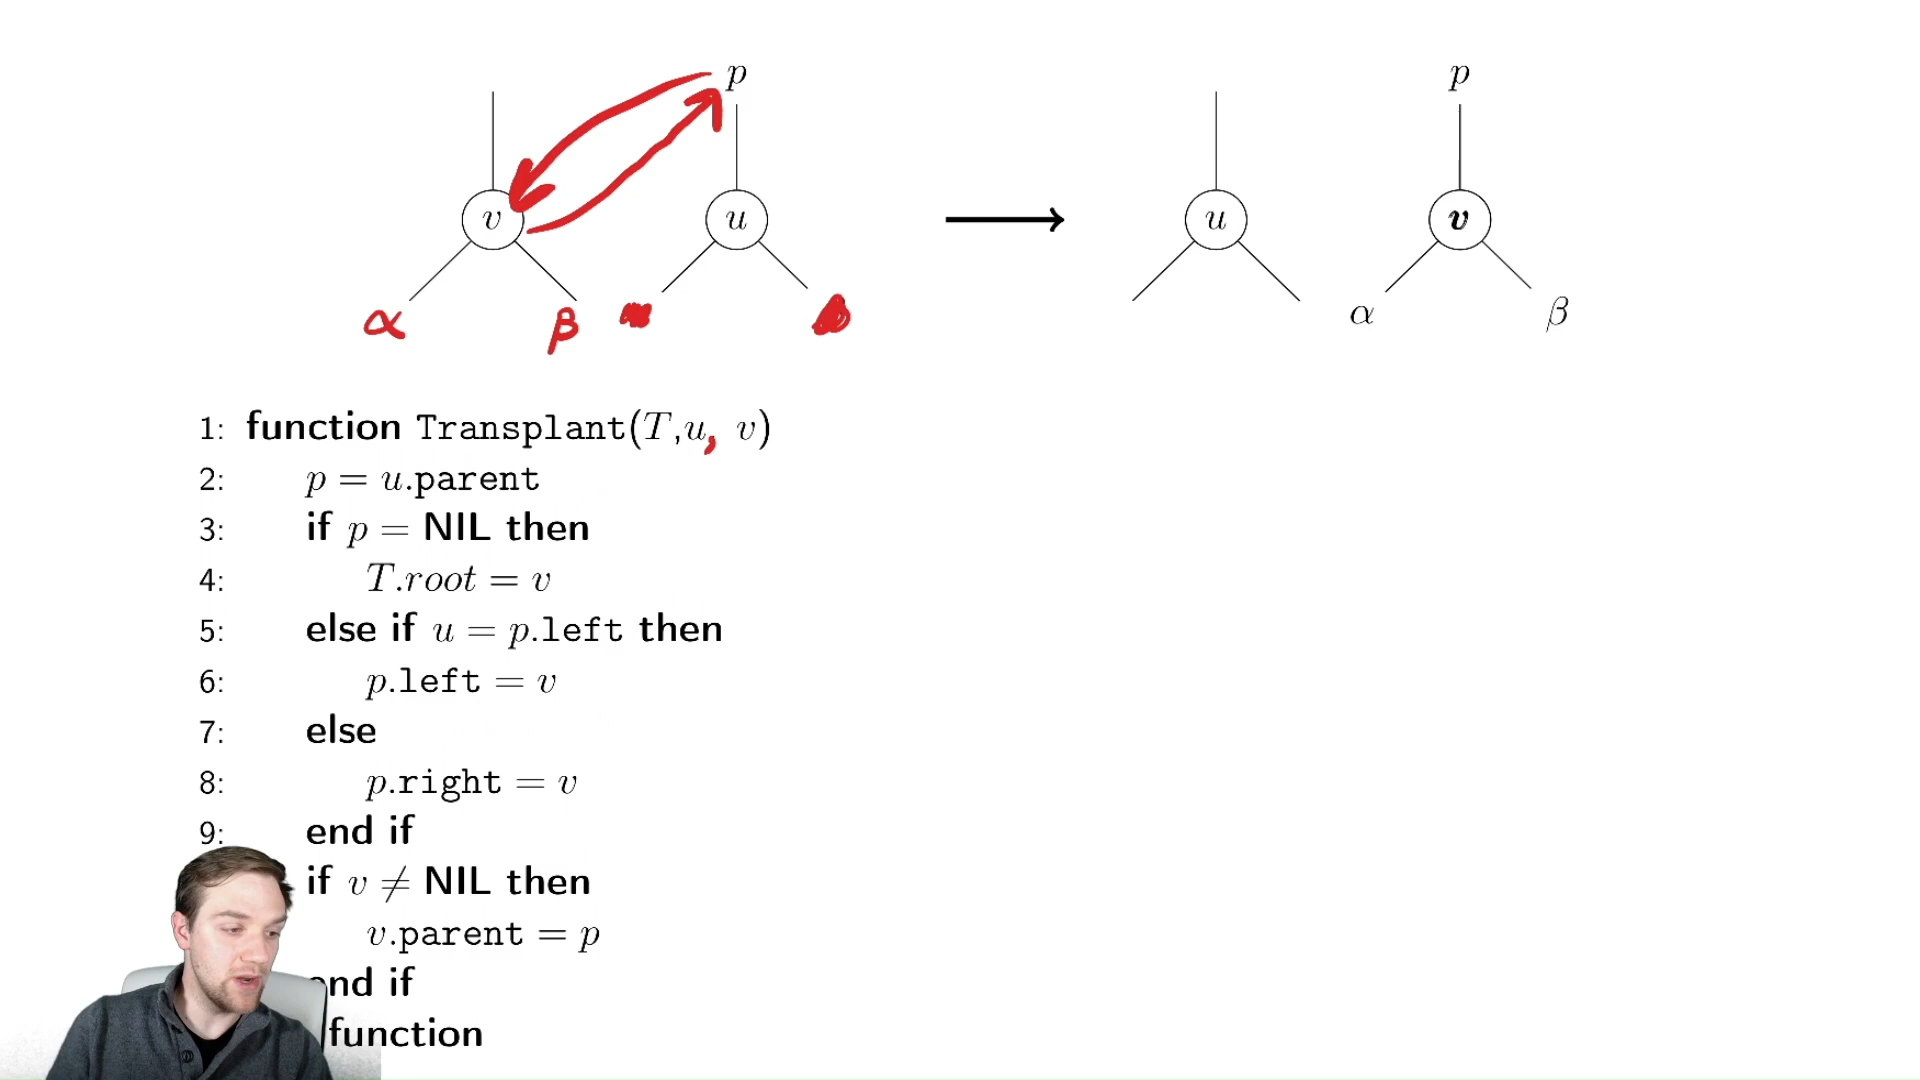 p p
v u u v
α β α β
1: function Transplant(T,u, v)
2: p = u.parent
3: if p = NIL then
4: T.root = v
5: else if u = p.left then
6: p.left = v
7: else
8: p.right = v
9: end if
if v ≠ NIL then
v.parent = p
end if
function